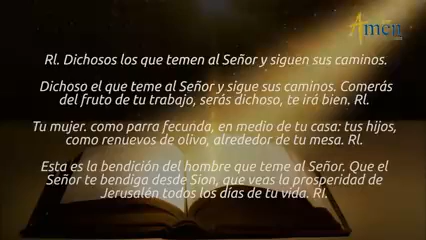 Amén
Rl. Dichosos los que temen al Señor y siguen sus caminos.
Dichoso el que teme al Señor y sigue sus caminos. Comerás
del fruto de tu trabajo, serás dichoso, te irá bien. Rl.
Tu mujer. como parra fecunda, en medio de tu casa: tus hijos,
como renuevos de olivo, alrededor de tu mesa. Rl.
Esta es la bendición del hombre que teme al Señor. Que el
Señor te bendiga desde Sion, que veas la prosperidad de
Jerusalén todos los días de tu vida. Rl.